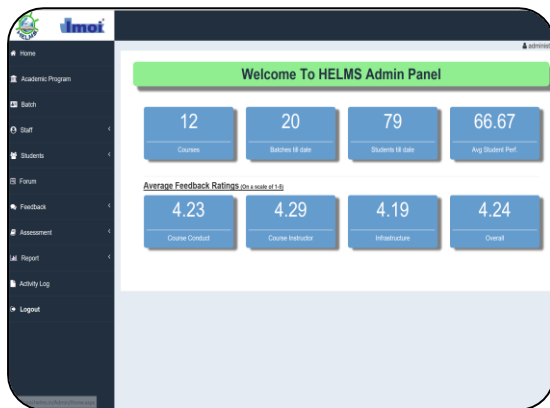 HELMS
Imoi
administ
Home
Academic Program
Batch
Staff
Students
Forum
Feedback
Assessment
Report
Activity Log
Logout
Welcome To HELMS Admin Panel
12 20 79 66.67
Courses Batches till date Students till date Avg Student Perf.
Average Feedback Ratings (On a scale of 1-5)
4.23 4.29 4.19 4.24
Course Conduct Course Instructor Infrastructure Overall